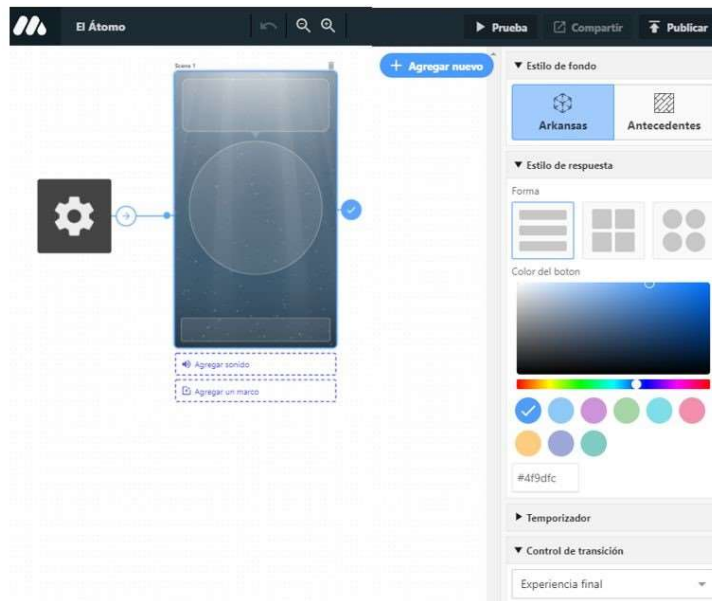 El Átomo
Prueba
Compartir
Publicar
Scene 1
+ Agregar nuevo
Estilo de fondo
Arkansas
Antecedentes
Estilo de respuesta
Forma
Color del boton
Agregar sonido
Agregar un marco
#4f9dfc
Temporizador
Control de transición
Experiencia final